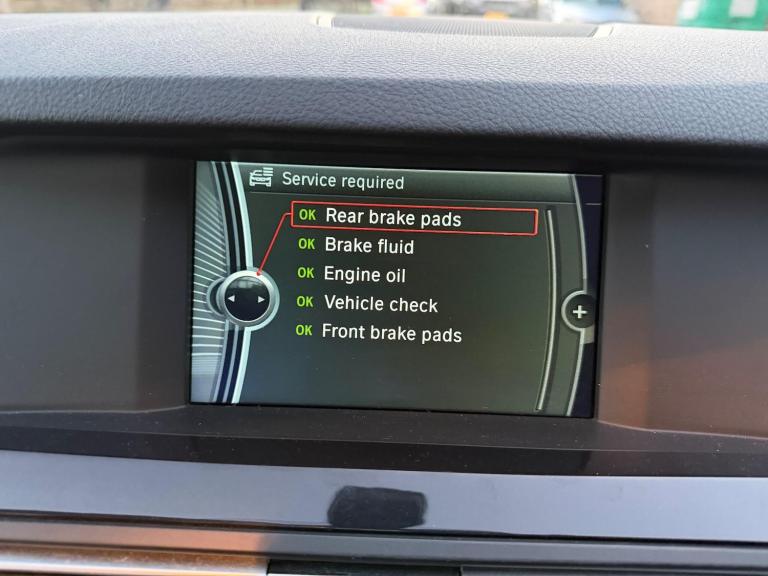 Service required
OK Rear brake pads
OK Brake fluid
OK Engine oil
OK Vehicle check
OK Front brake pads